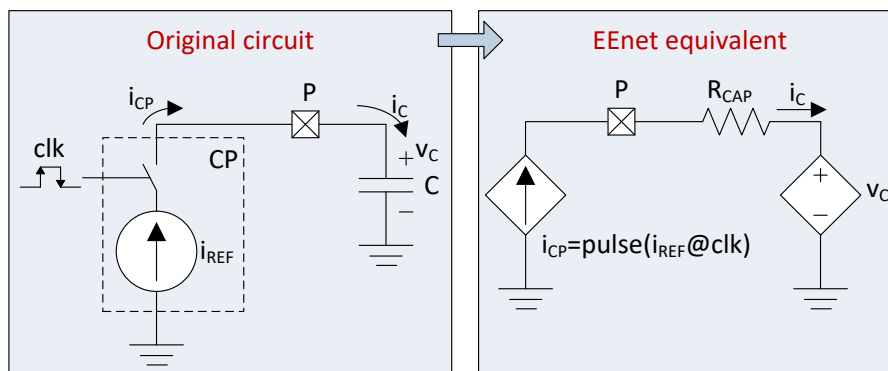 Original circuit
i_CP
P
i_C
clk
CP
+
v_C
C
−
i_REF
EEnet equivalent
P
R_CAP
i_C
+
−
v_C
i_CP=pulse(i_REF@clk)